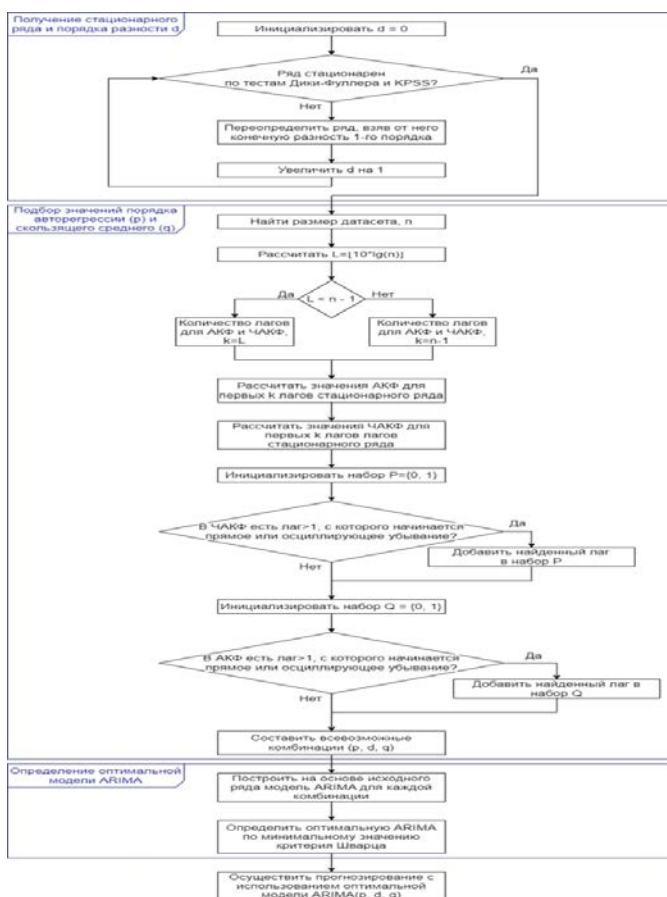 Получение стационарного
ряда и порядка разности d
Инициализировать d = 0
Ряд стационарен
по тестам Дики-Фуллера и KPSS?
Да
Нет
Переопределить ряд, взяв от него
конечную разность 1-го порядка
Увеличить d на 1
Подбор значений порядка
авторегрессии (p) и
скользящего среднего (q)
Найти размер датасета, n
Рассчитать L=[10*lg(n)]
Да
L < n - 1
Нет
Количество лагов
для АКФ и ЧАКФ,
k=L
Количество лагов
для АКФ и ЧАКФ,
k=n-1
Рассчитать значения АКФ для
первых k лагов стационарного ряда
Рассчитать значения ЧАКФ для
первых k лагов лагов
стационарного ряда
Инициализировать набор P={0, 1}
В ЧАКФ есть лаг>1, с которого начинается
прямое или осциллирующее убывание?
Да
Добавить найденный лаг
в набор P
Нет
Инициализировать набор Q = {0, 1}
В АКФ есть лаг>1, с которого начинается
прямое или осциллирующее убывание?
Да
Добавить найденный лаг в
набор Q
Нет
Составить всевозможные
комбинации (p, d, q)
Определение оптимальной
модели ARIMA
Построить на основе исходного
ряда модель ARIMA для каждой
комбинации
Определить оптимальную ARIMA
по минимальному значению
критерия Шварца
Осуществить прогнозирование с
использованием оптимальной
модели ARIMA(p, d, q)